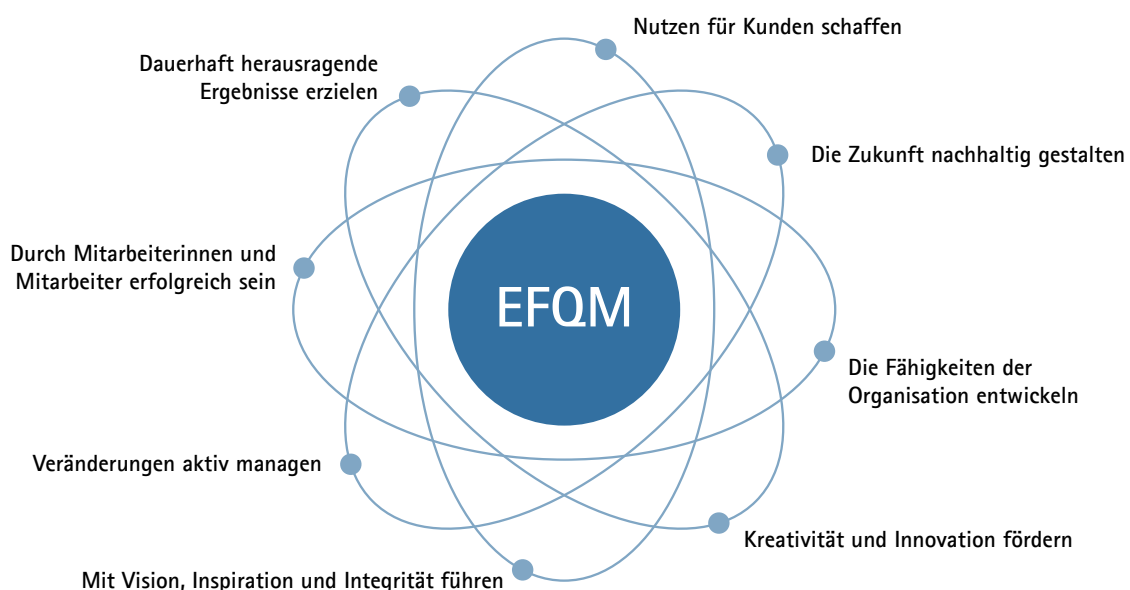 Nutzen für Kunden schaffen
Dauerhaft herausragende
Ergebnisse erzielen
Die Zukunft nachhaltig gestalten
Durch Mitarbeiterinnen und
Mitarbeiter erfolgreich sein
EFQM
Die Fähigkeiten der
Organisation entwickeln
Veränderungen aktiv managen
Kreativität und Innovation fördern
Mit Vision, Inspiration und Integrität führen